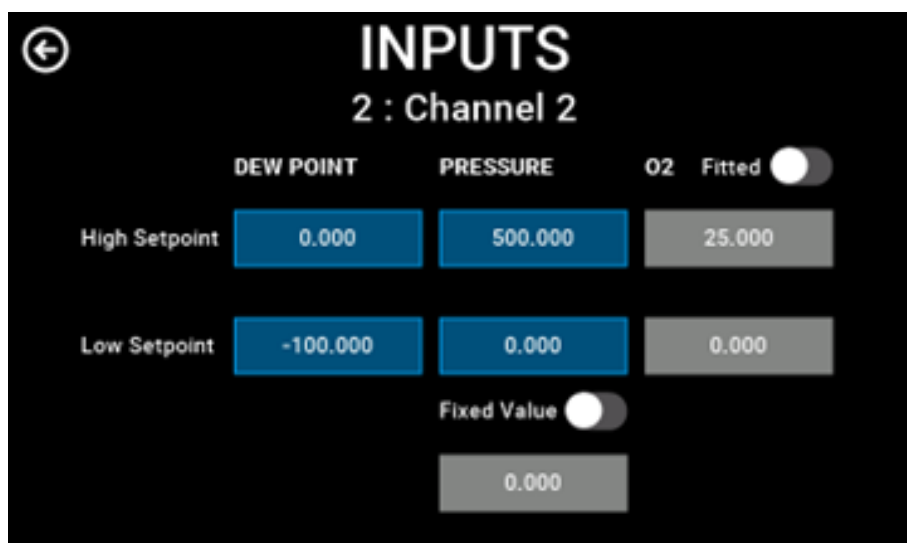 INPUTS
2 : Channel 2
DEW POINT PRESSURE O2 Fitted
High Setpoint 0.000 500.000 25.000
Low Setpoint -100.000 0.000 0.000
Fixed Value
0.000